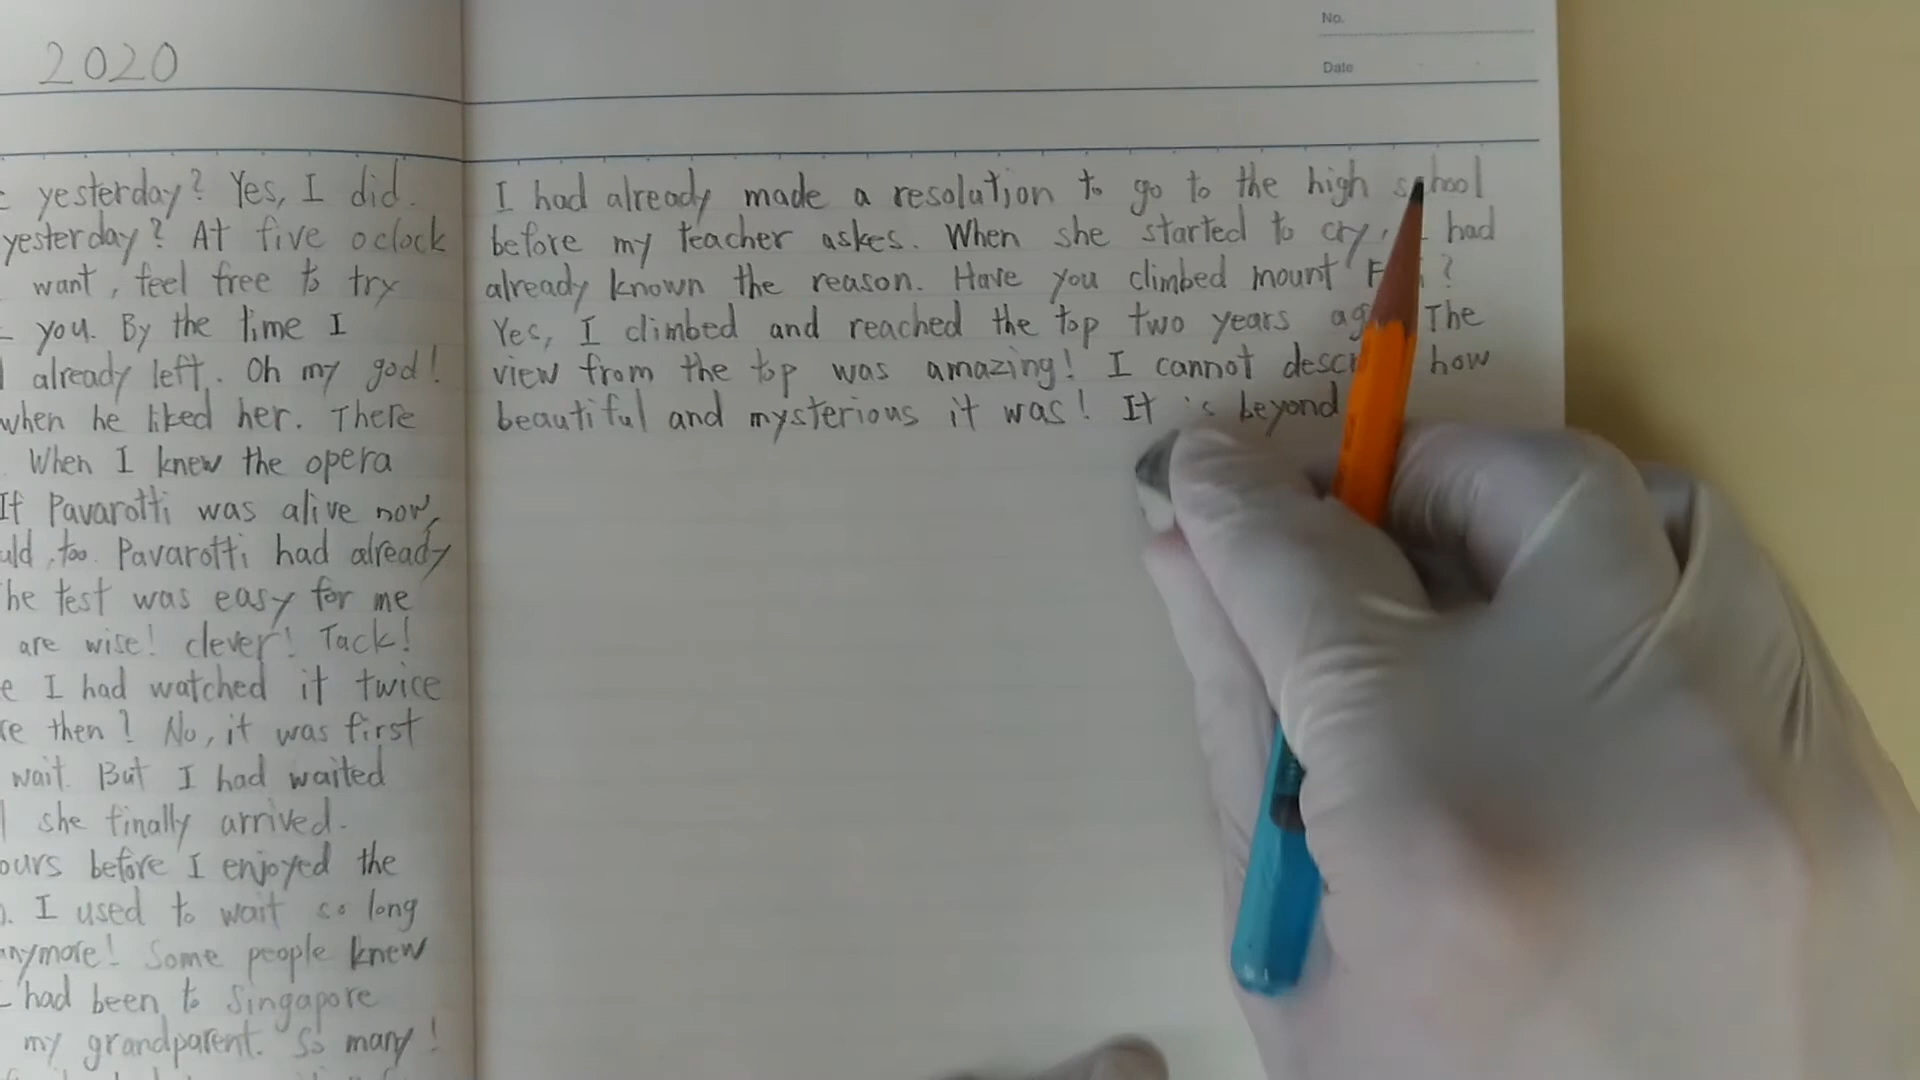 2020
yesterday? Yes, I did.
yesterday? At five oclock
want, feel free to try
you. By the time I
already left. Oh my god!
when he liked her. There
When I knew the opera
If Pavarotti was alive now,
too. Pavarotti had already
test was easy for me
are wise! clever! Tack!
I had watched it twice
then? No, it was first
wait. But I had waited
she finally arrived.
before I enjoyed the
I used to wait so long
anymore! Some people knew
had been to Singapore
my grandparent. So many!
No.
Date
I had already made a resolution to go to the high school
before my teacher askes. When she started to cry, I had
already known the reason. Have you climbed mount
Yes, I climbed and reached the top two years The
view from the top was amazing! I cannot how
beautiful and mysterious it was! It is beyond